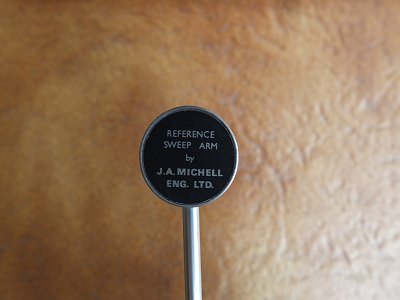 REFERENCE
SWEEP ARM
by
J.A.MICHELL
ENG. LTD.